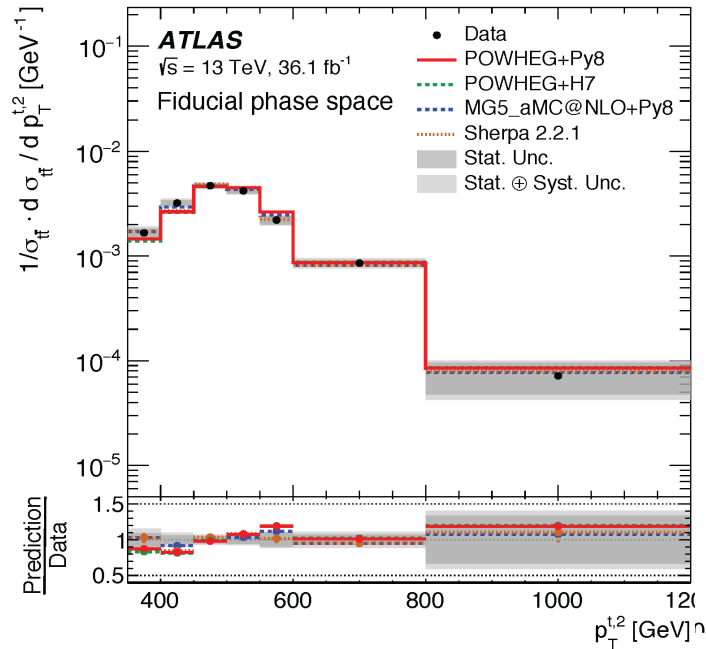 1/σ_tt̄ · d σ_tt̄ / d p_T^{t,2} [GeV⁻¹]
10⁻¹
10⁻²
10⁻³
10⁻⁴
10⁻⁵
ATLAS
√s = 13 TeV, 36.1 fb⁻¹
Fiducial phase space
Data
POWHEG+Py8
POWHEG+H7
MG5_aMC@NLO+Py8
Sherpa 2.2.1
Stat. Unc.
Stat. ⊕ Syst. Unc.
Prediction
Data
1.5
1
0.5
400 600 800 1000 120
p_T^{t,2} [GeV]